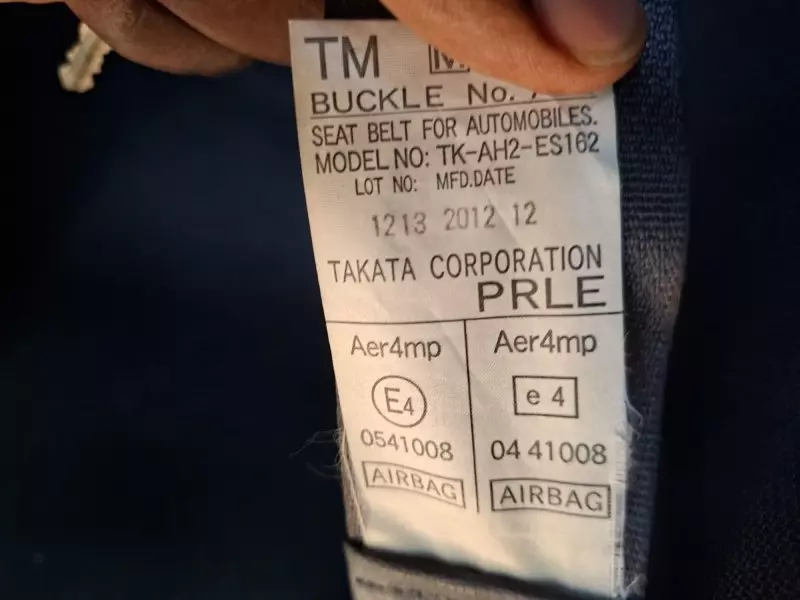 TM
BUCKLE No.
SEAT BELT FOR AUTOMOBILES.
MODEL NO: TK-AH2-ES162
LOT NO: MFD.DATE
1213 2012 12
TAKATA CORPORATION
PRLE
Aer4mp Aer4mp
E4 e 4
0541008 04 41008
AIRBAG AIRBAG